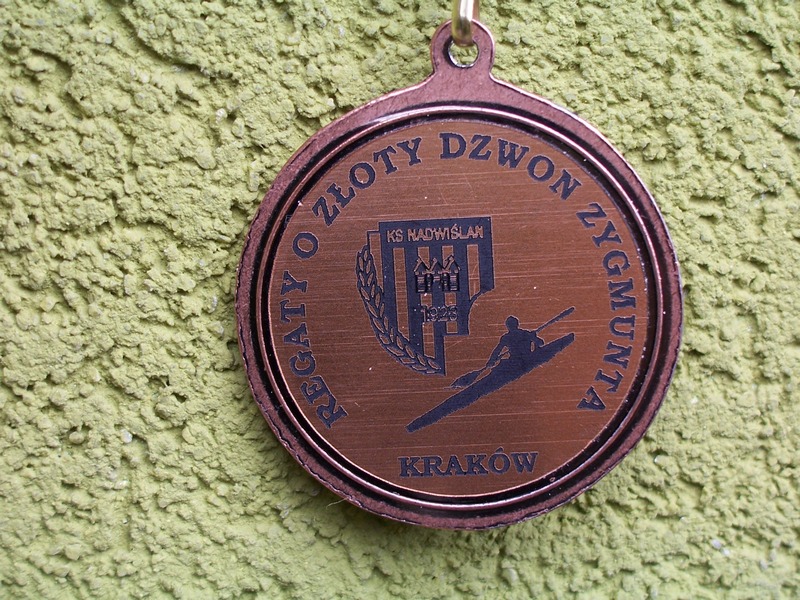 REGATY O ZŁOTY DZWON ZYGMUNTA
KS NADWIŚLAN
1926
KRAKÓW